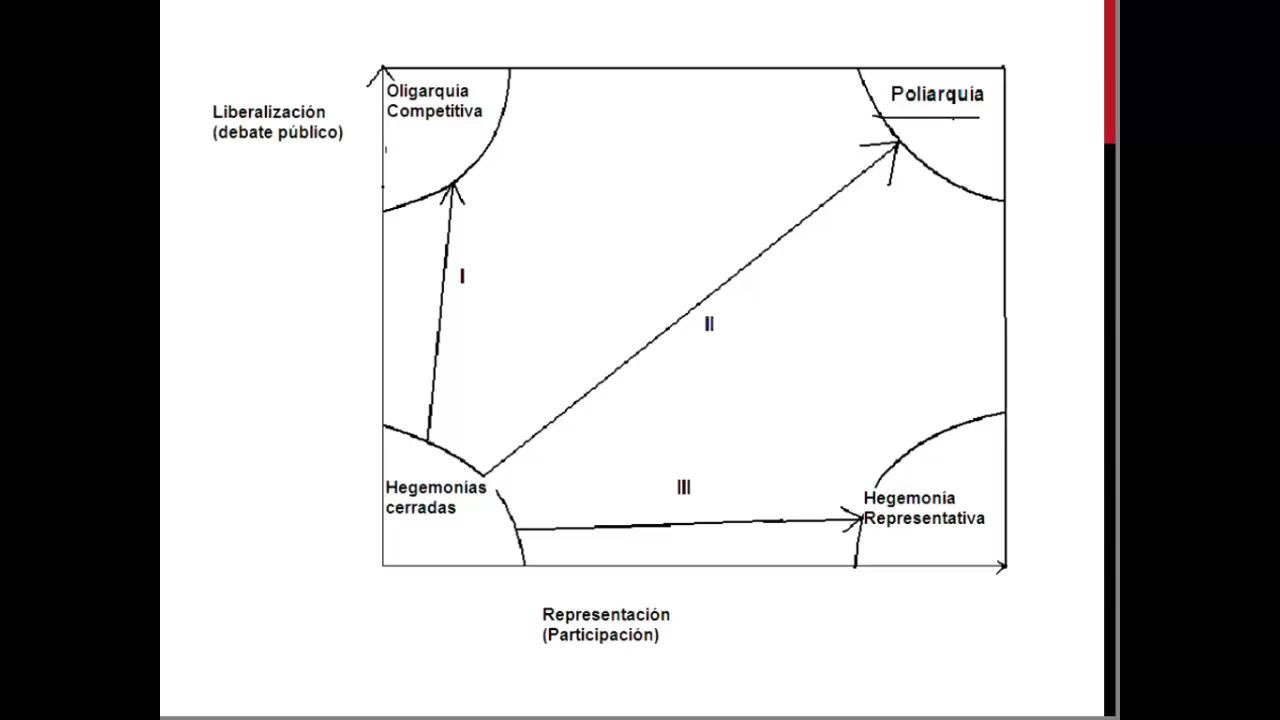 Oligarquía
Competitiva
Poliarquía
Liberalización
(debate público)
I
II
III
Hegemonías
cerradas
Hegemonía
Representativa
Representación
(Participación)